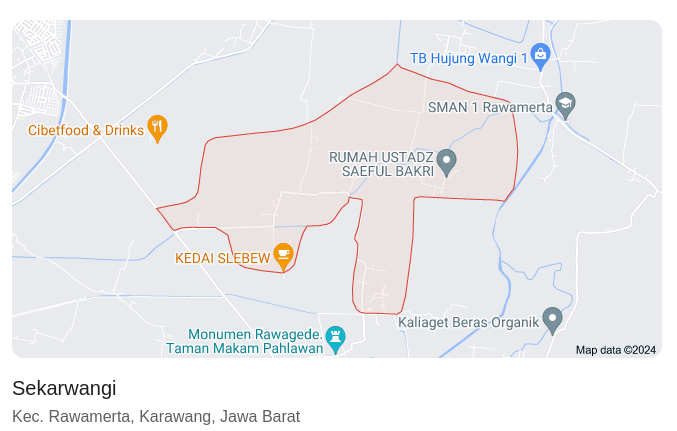 TB Hujung Wangi 1
SMAN 1 Rawamerta
Cibetfood & Drinks
RUMAH USTADZ
SAEFUL BAKRI
KEDAI SLEBEW
Kaliaget Beras Organik
Monumen Rawagede.
Taman Makam Pahlawan
Map data ©2024
Sekarwangi
Kec. Rawamerta, Karawang, Jawa Barat